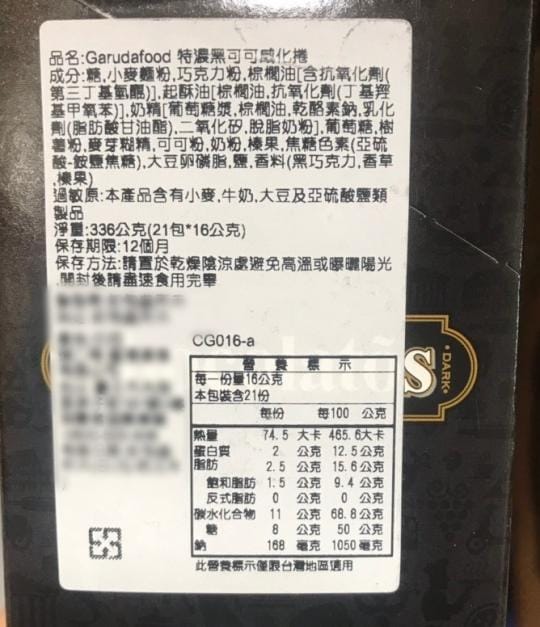 品名:Garudafood 特濃黑可可威化捲
成分:糖,小麥麵粉,巧克力粉,棕櫚油[含抗氧化劑(
第三丁基氫醌)],起酥油[棕櫚油,抗氧化劑(丁基羥
基甲氧苯)],奶精[葡萄糖漿,棕櫚油,乾酪素鈉,乳化
劑(脂肪酸甘油酯),二氧化矽,脫脂奶粉],葡萄糖,樹
薯粉,麥芽糊精,可可粉,奶粉,榛果,焦糖色素(亞硫
酸-銨鹽焦糖),大豆卵磷脂,鹽,香料(黑巧克力,香草
,榛果)
過敏原:本產品含有小麥,牛奶,大豆及亞硫酸鹽類
製品
淨重:336公克(21包*16公克)
保存期限:12個月
保存方法:請置於乾燥陰涼處避免高溫或曝曬陽光
,開封後請盡速食用完畢
CG016-a
營養標示
每一份量16公克
本包裝含21份
每份 每100 公克
熱量 74.5 大卡 465.6大卡
蛋白質 2 公克 12.5公克
脂肪 2.5 公克 15.6公克
飽和脂肪 1.5 公克 9.4 公克
反式脂肪 0 公克 0 公克
碳水化合物 11 公克 68.8公克
糖 8 公克 50 公克
鈉 168 毫克 1050 毫克
此營養標示僅限台灣地區適用
DARK